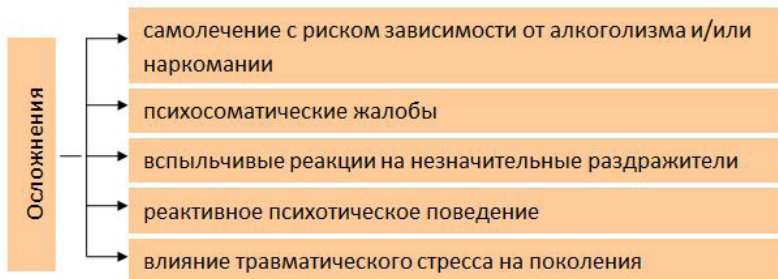 Осложнения
самолечение с риском зависимости от алкоголизма и/или
наркомании
психосоматические жалобы
вспыльчивые реакции на незначительные раздражители
реактивное психотическое поведение
влияние травматического стресса на поколения